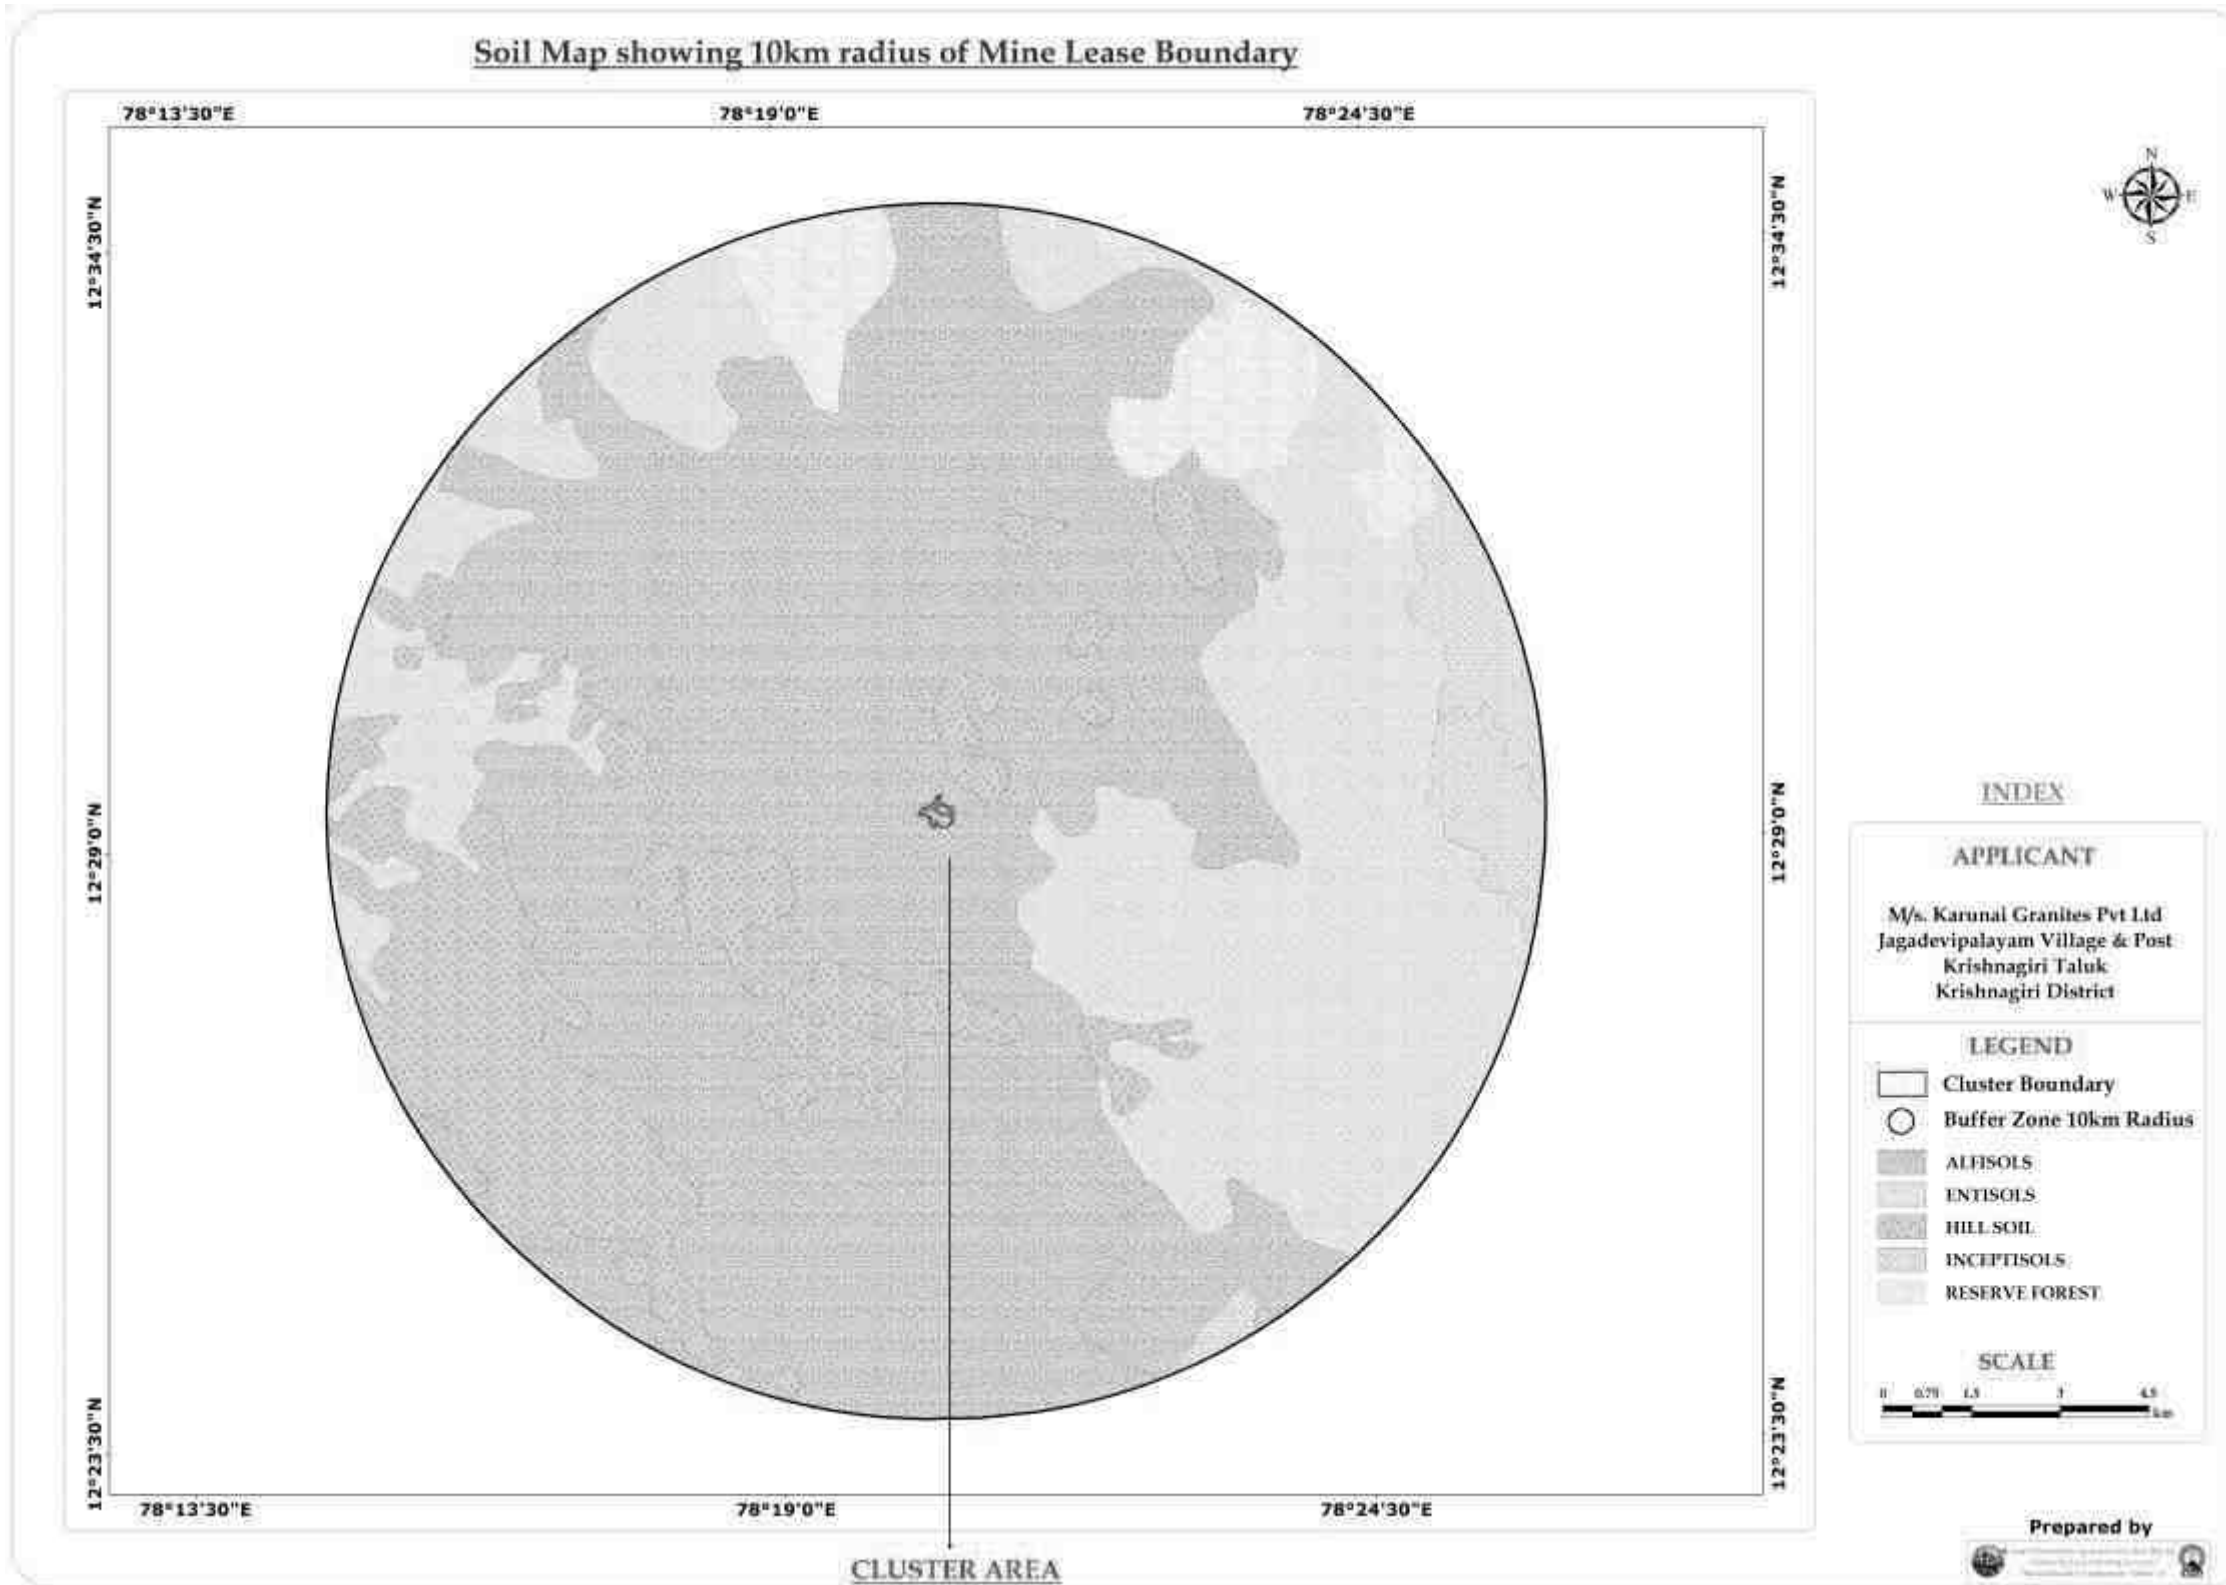 Soil Map showing 10km radius of Mine Lease Boundary
78°13'30"E
78°19'0"E
78°24'30"E
12°34'30"N
12°34'30"N
N
W
E
S
12°29'0"N
12°29'0"N
12°23'30"N
12°23'30"N
78°13'30"E
78°19'0"E
78°24'30"E
CLUSTER AREA
INDEX
APPLICANT
M/s. Karunai Granites Pvt Ltd
Jagadevipalayam Village & Post
Krishnagiri Taluk
Krishnagiri District
LEGEND
Cluster Boundary
Buffer Zone 10km Radius
ALFISOLS
ENTISOLS
HILL SOIL
INCEPTISOLS
RESERVE FOREST
SCALE
0 0.75 1.5 3 4.5
km
Prepared by